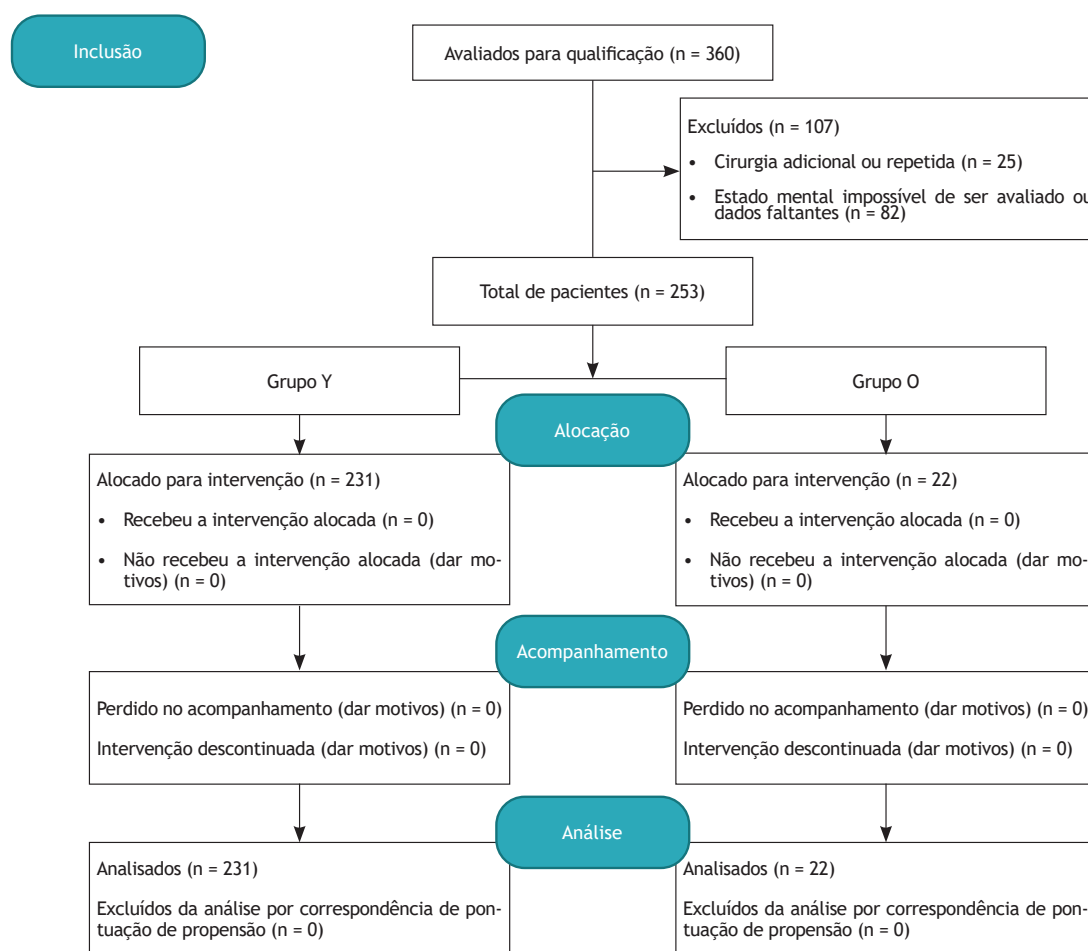 Inclusão
Avaliados para qualificação (n = 360)
Excluídos (n = 107)
• Cirurgia adicional ou repetida (n = 25)
• Estado mental impossível de ser avaliado ou
dados faltantes (n = 82)
Total de pacientes (n = 253)
Grupo Y
Grupo O
Alocação
Alocado para intervenção (n = 231)
• Recebeu a intervenção alocada (n = 0)
• Não recebeu a intervenção alocada (dar mo-
tivos) (n = 0)
Alocado para intervenção (n = 22)
• Recebeu a intervenção alocada (n = 0)
• Não recebeu a intervenção alocada (dar mo-
tivos) (n = 0)
Acompanhamento
Perdido no acompanhamento (dar motivos) (n = 0)
Intervenção descontinuada (dar motivos) (n = 0)
Perdido no acompanhamento (dar motivos) (n = 0)
Intervenção descontinuada (dar motivos) (n = 0)
Análise
Analisados (n = 231)
Excluídos da análise por correspondência de pon-
tuação de propensão (n = 0)
Analisados (n = 22)
Excluídos da análise por correspondência de pon-
tuação de propensão (n = 0)